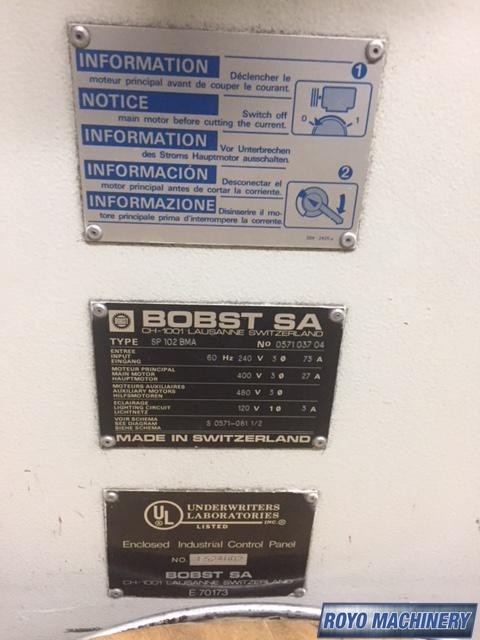 INFORMATION Déclencher le
moteur principal avant de couper le courant.
NOTICE Switch off
main motor before cutting the current.
INFORMATION Vor Unterbrechen
des Stroms Hauptmotor ausschalten.
INFORMACIÓN Desconectar el
motor principal antes de cortar la corriente.
INFORMAZIONE Disinserire il mo-
tore principale prima d'interrompere la corrente.
1
0 1
2
BOBST
BOBST SA
CH-1001 LAUSANNE SWITZERLAND
TYPE SP 102 BMA No 0571 037 04
ENTREE
INPUT 60 Hz 240 V 3 Ø 73 A
EINGANG
MOTEUR PRINCIPAL
MAIN MOTOR 400 V 3 Ø 27 A
HAUPTMOTOR
MOTEURS AUXILIAIRES
AUXILIARY MOTORS 480 V 3 Ø
HILFSMOTOREN
ECLAIRAGE
LIGHTING CIRCUIT 120 V 1 Ø 3 A
LICHTNETZ
VOIR SCHEMA
SEE DIAGRAM S 0571-081 1/2
SIEHE SCHEMA
MADE IN SWITZERLAND
UL UNDERWRITERS
LABORATORIES
INC.®
LISTED
Enclosed Industrial Control Panel
NO.
BOBST SA
CH-1001 LAUSANNE SWITZERLAND
E 70173
ROYO MACHINERY